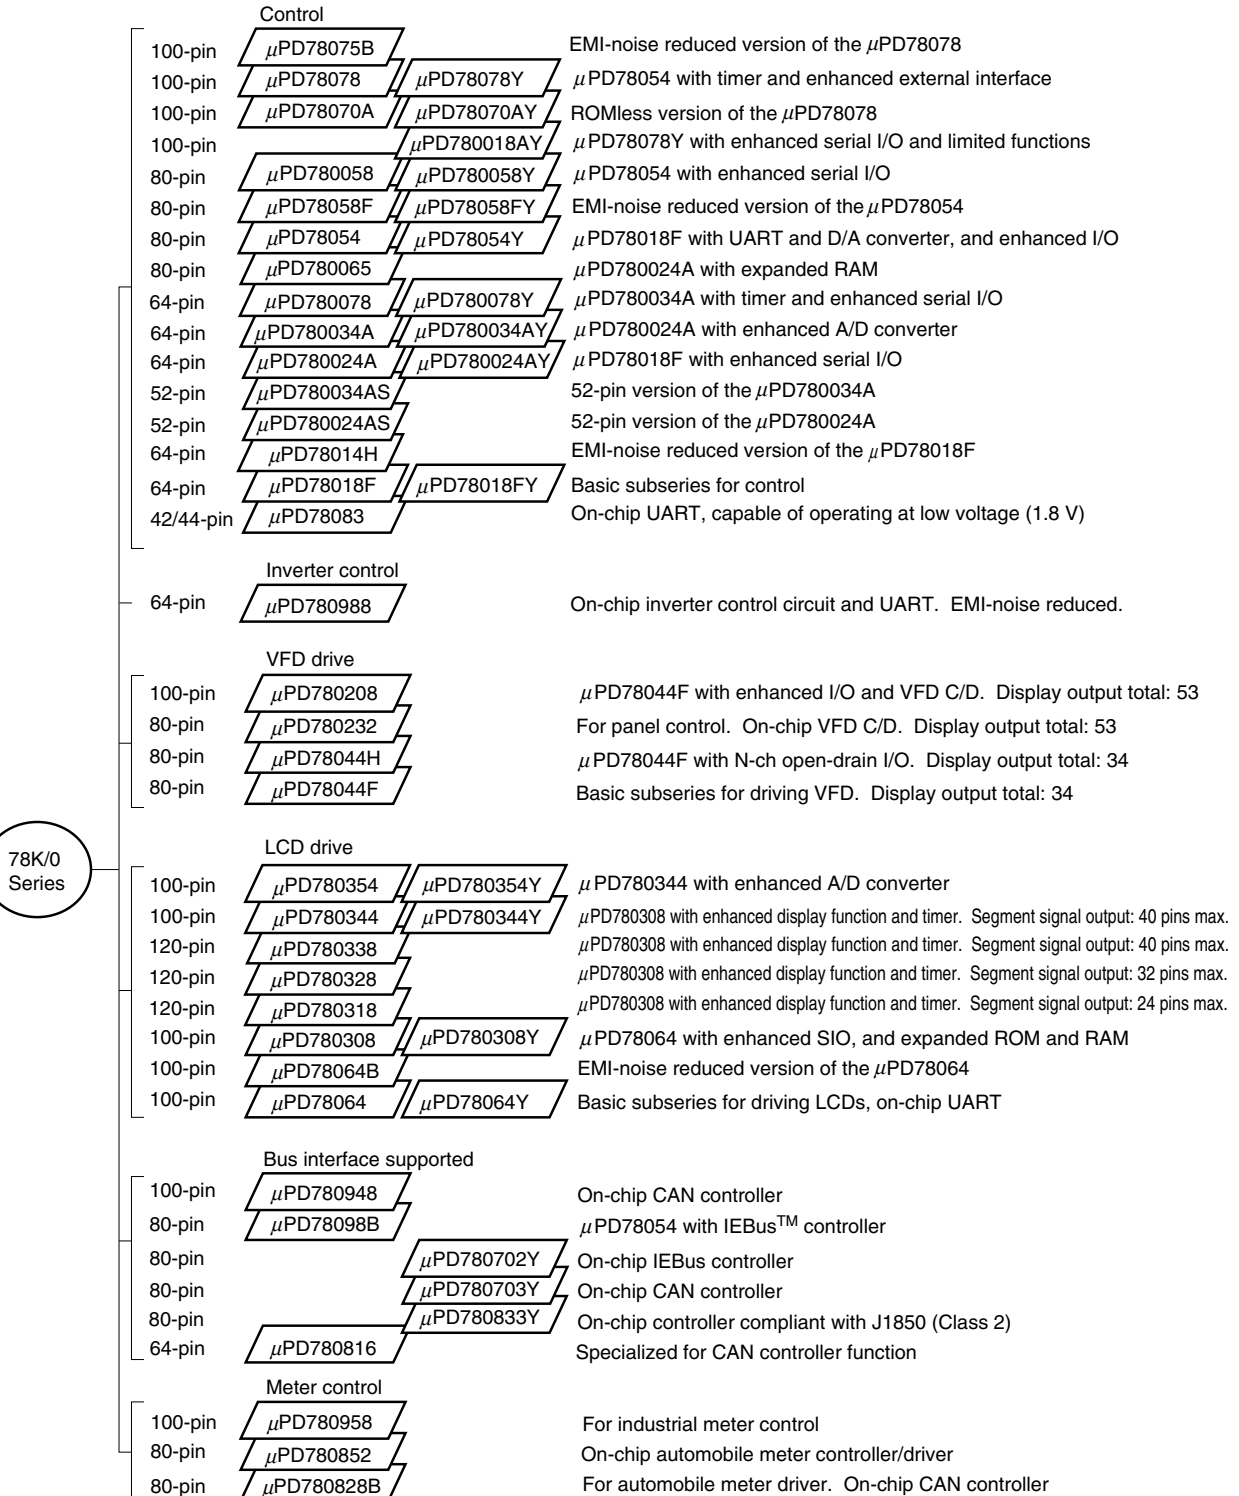 Control
100-pin μPD78075B EMI-noise reduced version of the μPD78078
100-pin μPD78078 μPD78078Y μPD78054 with timer and enhanced external interface
100-pin μPD78070A μPD78070AY ROMless version of the μPD78078
100-pin μPD780018AY μPD78078Y with enhanced serial I/O and limited functions
80-pin μPD780058 μPD780058Y μPD78054 with enhanced serial I/O
80-pin μPD78058F μPD78058FY EMI-noise reduced version of the μPD78054
80-pin μPD78054 μPD78054Y μPD78018F with UART and D/A converter, and enhanced I/O
80-pin μPD780065 μPD780024A with expanded RAM
64-pin μPD780078 μPD780078Y μPD780034A with timer and enhanced serial I/O
64-pin μPD780034A μPD780034AY μPD780024A with enhanced A/D converter
64-pin μPD780024A μPD780024AY μPD78018F with enhanced serial I/O
52-pin μPD780034AS 52-pin version of the μPD780034A
52-pin μPD780024AS 52-pin version of the μPD780024A
64-pin μPD78014H EMI-noise reduced version of the μPD78018F
64-pin μPD78018F μPD78018FY Basic subseries for control
42/44-pin μPD78083 On-chip UART, capable of operating at low voltage (1.8 V)
Inverter control
64-pin μPD780988 On-chip inverter control circuit and UART. EMI-noise reduced.
VFD drive
100-pin μPD780208 μPD78044F with enhanced I/O and VFD C/D. Display output total: 53
80-pin μPD780232 For panel control. On-chip VFD C/D. Display output total: 53
80-pin μPD78044H μPD78044F with N-ch open-drain I/O. Display output total: 34
80-pin μPD78044F Basic subseries for driving VFD. Display output total: 34
78K/0
Series
LCD drive
100-pin μPD780354 μPD780354Y μPD780344 with enhanced A/D converter
100-pin μPD780344 μPD780344Y μPD780308 with enhanced display function and timer. Segment signal output: 40 pins max.
120-pin μPD780338 μPD780308 with enhanced display function and timer. Segment signal output: 40 pins max.
120-pin μPD780328 μPD780308 with enhanced display function and timer. Segment signal output: 32 pins max.
120-pin μPD780318 μPD780308 with enhanced display function and timer. Segment signal output: 24 pins max.
100-pin μPD780308 μPD780308Y μPD78064 with enhanced SIO, and expanded ROM and RAM
100-pin μPD78064B EMI-noise reduced version of the μPD78064
100-pin μPD78064 μPD78064Y Basic subseries for driving LCDs, on-chip UART
Bus interface supported
100-pin μPD780948 On-chip CAN controller
80-pin μPD78098B μPD78054 with IEBus™ controller
80-pin μPD780702Y On-chip IEBus controller
80-pin μPD780703Y On-chip CAN controller
80-pin μPD780833Y On-chip controller compliant with J1850 (Class 2)
64-pin μPD780816 Specialized for CAN controller function
Meter control
100-pin μPD780958 For industrial meter control
80-pin μPD780852 On-chip automobile meter controller/driver
80-pin μPD780828B For automobile meter driver. On-chip CAN controller